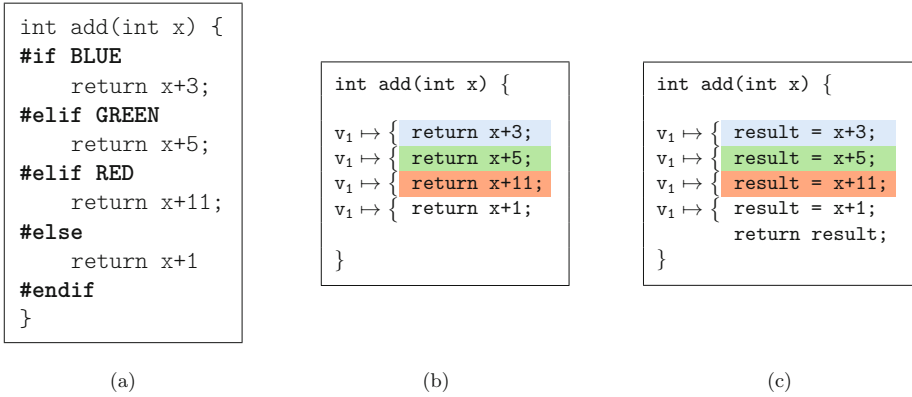 int add(int x) {
#if BLUE
return x+3;
#elif GREEN
return x+5;
#elif RED
return x+11;
#else
return x+1
#endif
}
(a)
int add(int x) {
v₁ ↦ { return x+3;
v₁ ↦ { return x+5;
v₁ ↦ { return x+11;
v₁ ↦ { return x+1;
}
(b)
int add(int x) {
v₁ ↦ { result = x+3;
v₁ ↦ { result = x+5;
v₁ ↦ { result = x+11;
v₁ ↦ { result = x+1;
return result;
}
(c)